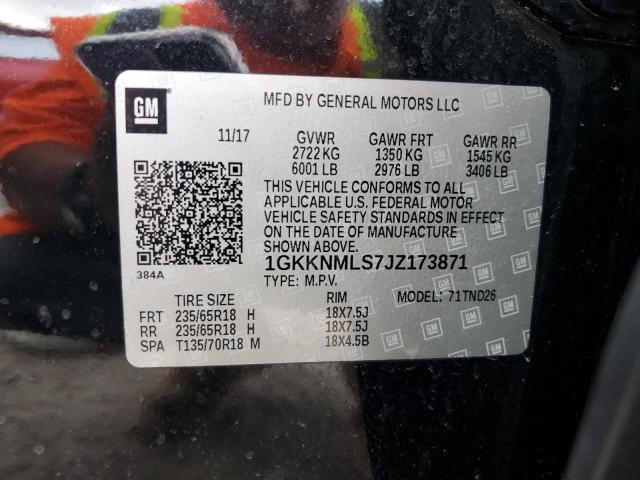 GM
MFD BY GENERAL MOTORS LLC
11/17 GVWR GAWR FRT GAWR RR
2722 KG 1350 KG 1545 KG
6001 LB 2976 LB 3406 LB
THIS VEHICLE CONFORMS TO ALL
APPLICABLE U.S. FEDERAL MOTOR
VEHICLE SAFETY STANDARDS IN EFFECT
ON THE DATE OF MANUFACTURE
SHOWN ABOVE.
384A
1GKKNMLS7JZ173871
TYPE: M.P.V. MODEL: 71TND26
TIRE SIZE RIM
FRT 235/65R18 H 18X7.5J
RR 235/65R18 H 18X7.5J
SPA T135/70R18 M 18X4.5B